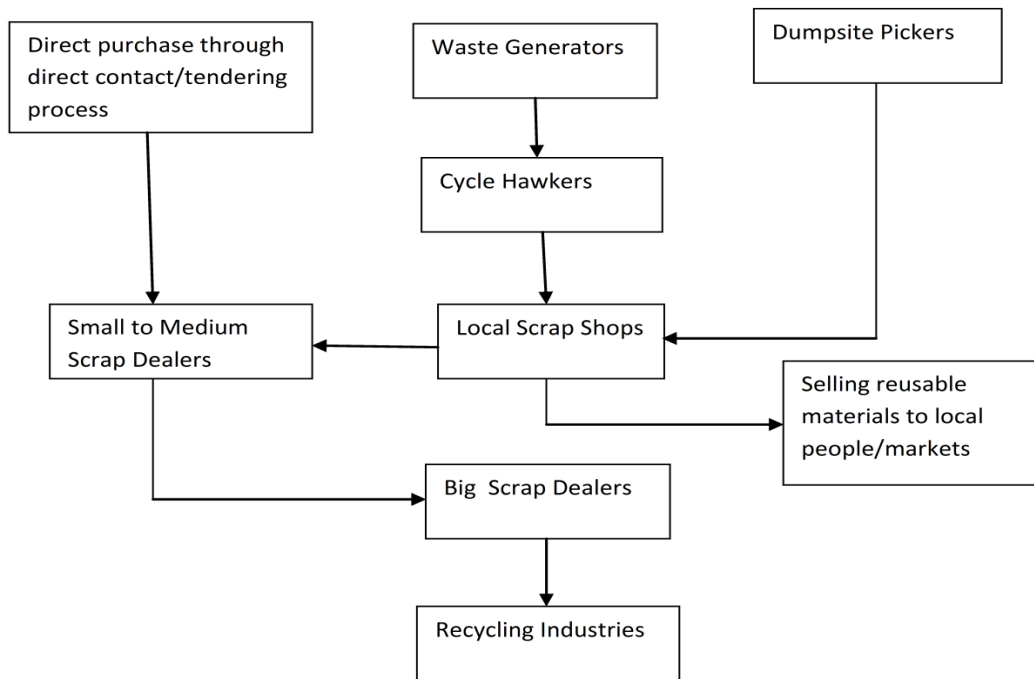 Direct purchase through
direct contact/tendering
process
Waste Generators
Dumpsite Pickers
Cycle Hawkers
Small to Medium
Scrap Dealers
Local Scrap Shops
Selling reusable
materials to local
people/markets
Big  Scrap Dealers
Recycling Industries